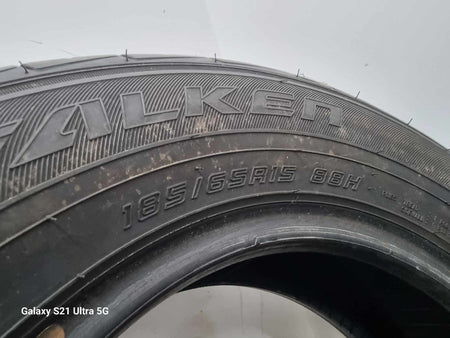 FALKEN
185/65R15 88H
Galaxy S21 Ultra 5G